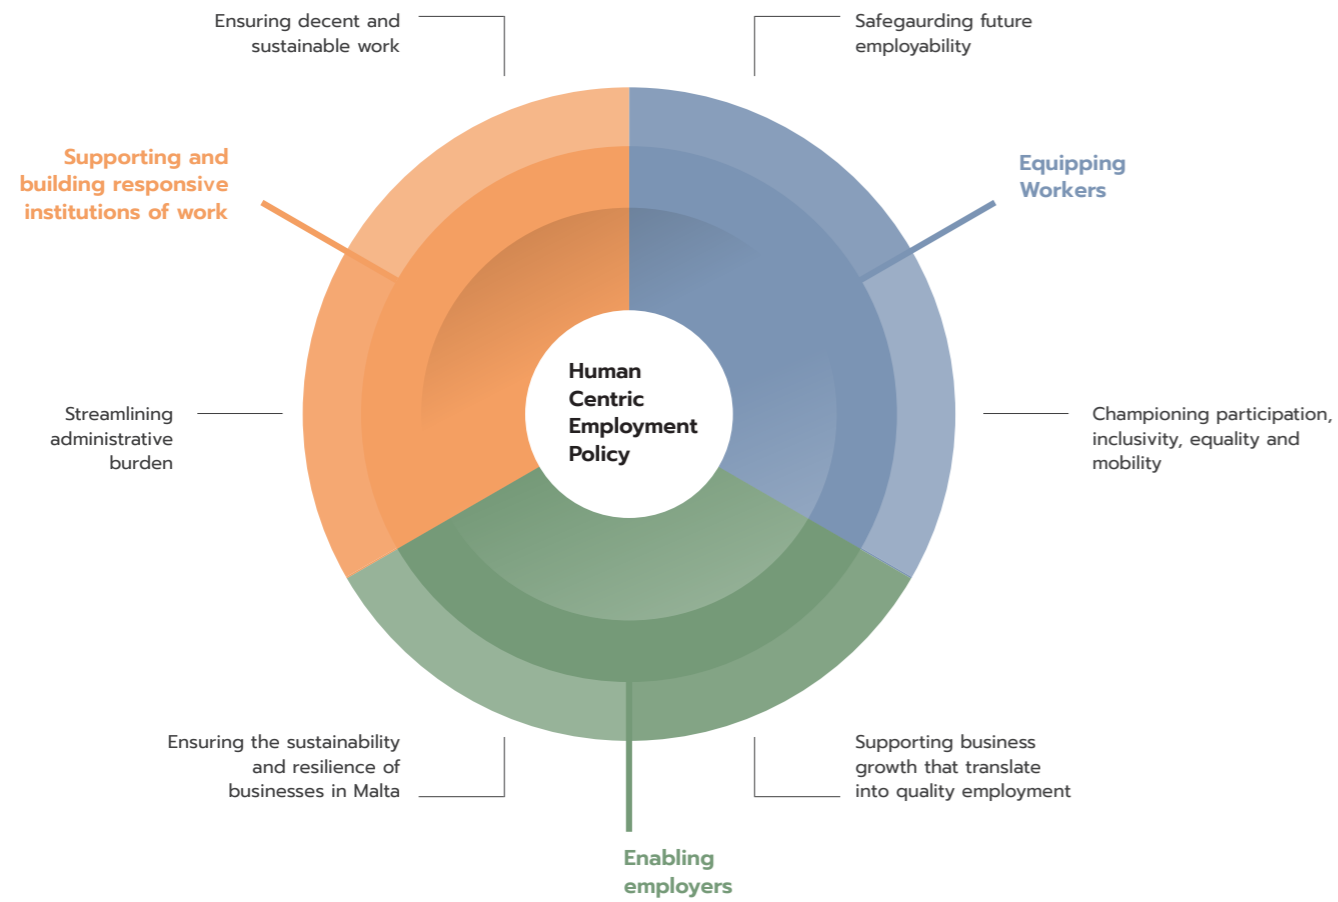 Ensuring decent and
sustainable work
Safegaurding future
employability
Supporting and
building responsive
institutions of work
Equipping
Workers
Human
Centric
Employment
Policy
Streamlining
administrative
burden
Championing participation,
inclusivity, equality and
mobility
Ensuring the sustainability
and resilience of
businesses in Malta
Supporting business
growth that translate
into quality employment
Enabling
employers